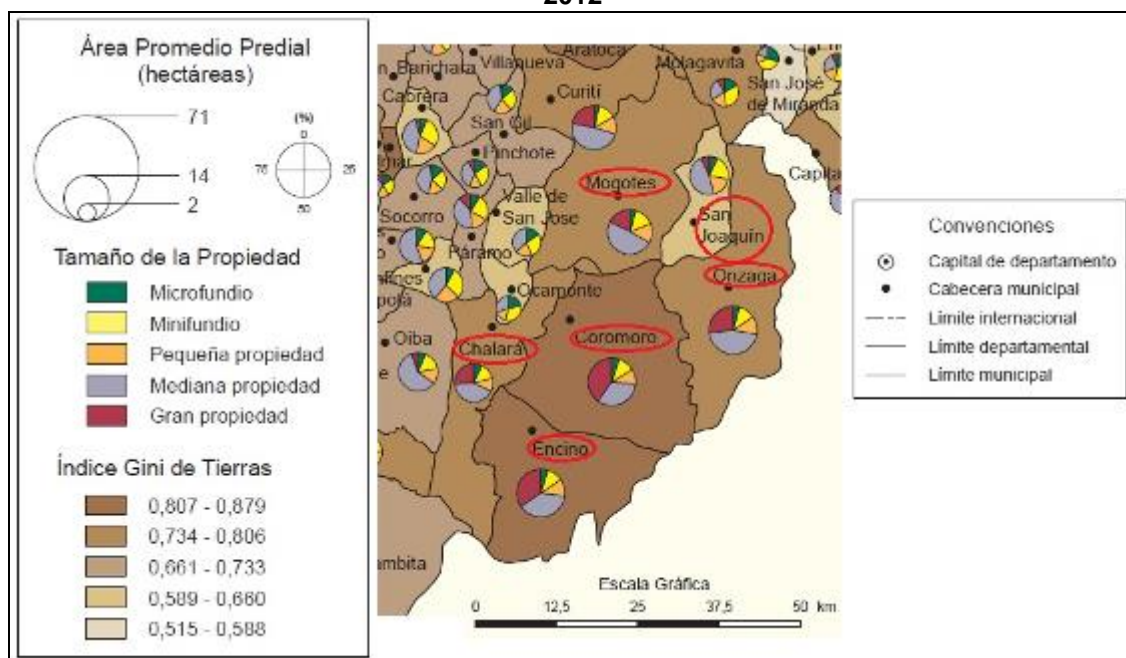 2012
Área Promedio Predial
(hectáreas)
71
14
2
(%)
0
25
50
75
Tamaño de la Propiedad
Microfundio
Minifundio
Pequeña propiedad
Mediana propiedad
Gran propiedad
Índice Gini de Tierras
0,807 - 0,879
0,734 - 0,806
0,661 - 0,733
0,589 - 0,660
0,515 - 0,588
Aratoca
Villanueva
Barichara
Cabrera
Curití
Molagavita
San José
de Miranda
San Gil
Pinchote
Mogotes
Capita
Socorro
Valle de
San Jose
San
Joaquín
Páramo
Onzaga
Ocamonte
Oiba
Chalará
Coromoro
Encino
ambita
Escala Gráfica
0 12,5 25 37,5 50 km
Convenciones
Capital de departamento
Cabecera municipal
Límite internacional
Límite departamental
Límite municipal